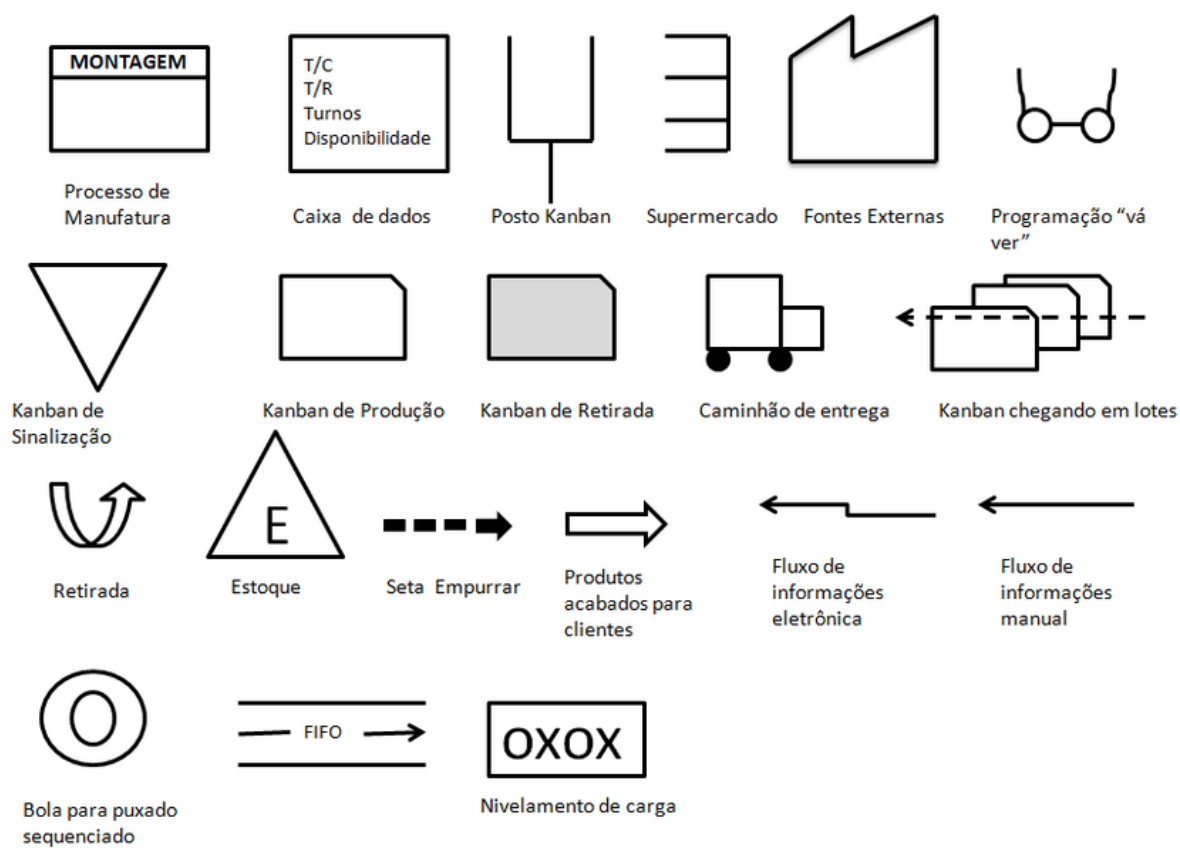 MONTAGEM
T/C
T/R
Turnos
Disponibilidade
Processo de
Manufatura
Caixa de dados
Posto Kanban
Supermercado
Fontes Externas
Programação “vá
ver”
Kanban de
Sinalização
Kanban de Produção
Kanban de Retirada
Caminhão de entrega
Kanban chegando em lotes
E
Retirada
Estoque
Seta Empurrar
Produtos
acabados para
clientes
Fluxo de
informações
eletrônica
Fluxo de
informações
manual
O
FIFO
OXOX
Bola para puxado
sequenciado
Nivelamento de carga